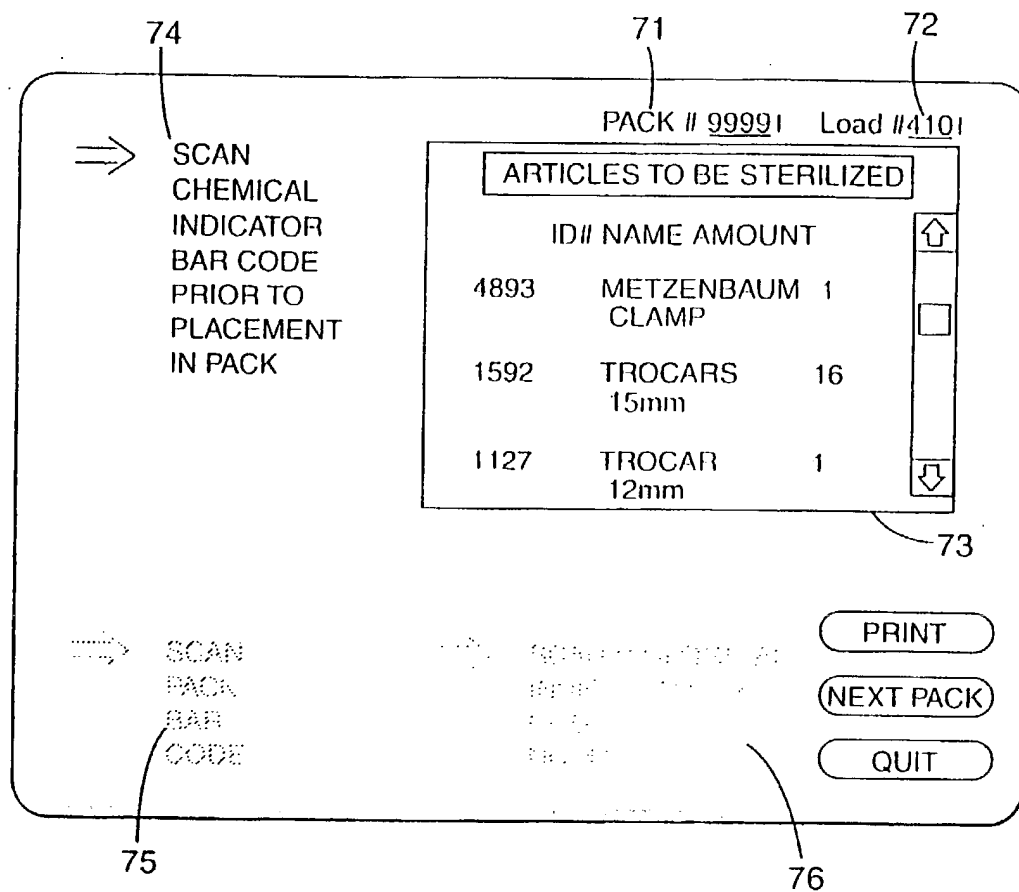 74
71
72
PACK # 99991 Load #4101
SCAN
CHEMICAL
INDICATOR
BAR CODE
PRIOR TO
PLACEMENT
IN PACK
ARTICLES TO BE STERILIZED
ID# NAME AMOUNT
4893 METZENBAUM 1
CLAMP
1592 TROCARS 16
15mm
1127 TROCAR 1
12mm
73
SCAN
PACK
BAR
CODE
SCAN
PRINT
NEXT PACK
QUIT
75
76